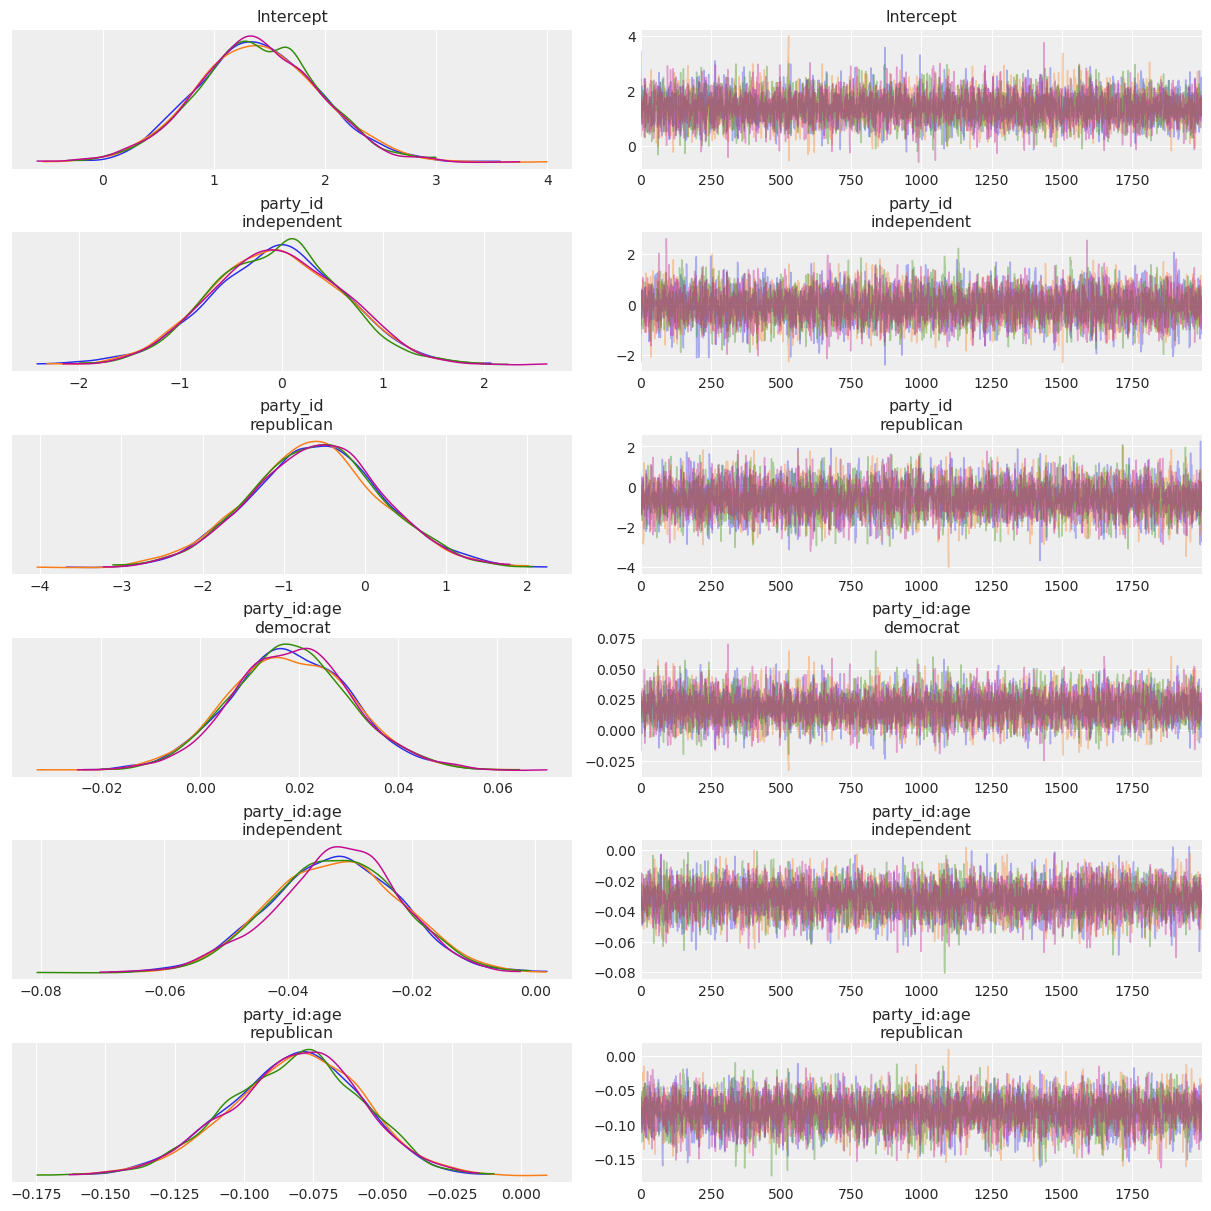 Intercept
Intercept
0 1 2 3 4
4
2
0
0 250 500 750 1000 1250 1500 1750
party_id
independent
party_id
independent
−2 −1 0 1 2
2
0
−2
0 250 500 750 1000 1250 1500 1750
party_id
republican
party_id
republican
−4 −3 −2 −1 0 1 2
2
0
−2
−4
0 250 500 750 1000 1250 1500 1750
party_id:age
democrat
party_id:age
democrat
−0.02 0.00 0.02 0.04 0.06
0.075
0.050
0.025
0.000
−0.025
0 250 500 750 1000 1250 1500 1750
party_id:age
independent
party_id:age
independent
−0.08 −0.06 −0.04 −0.02 0.00
0.00
−0.02
−0.04
−0.06
−0.08
0 250 500 750 1000 1250 1500 1750
party_id:age
republican
party_id:age
republican
−0.175 −0.150 −0.125 −0.100 −0.075 −0.050 −0.025 0.000
0.00
−0.05
−0.10
−0.15
0 250 500 750 1000 1250 1500 1750